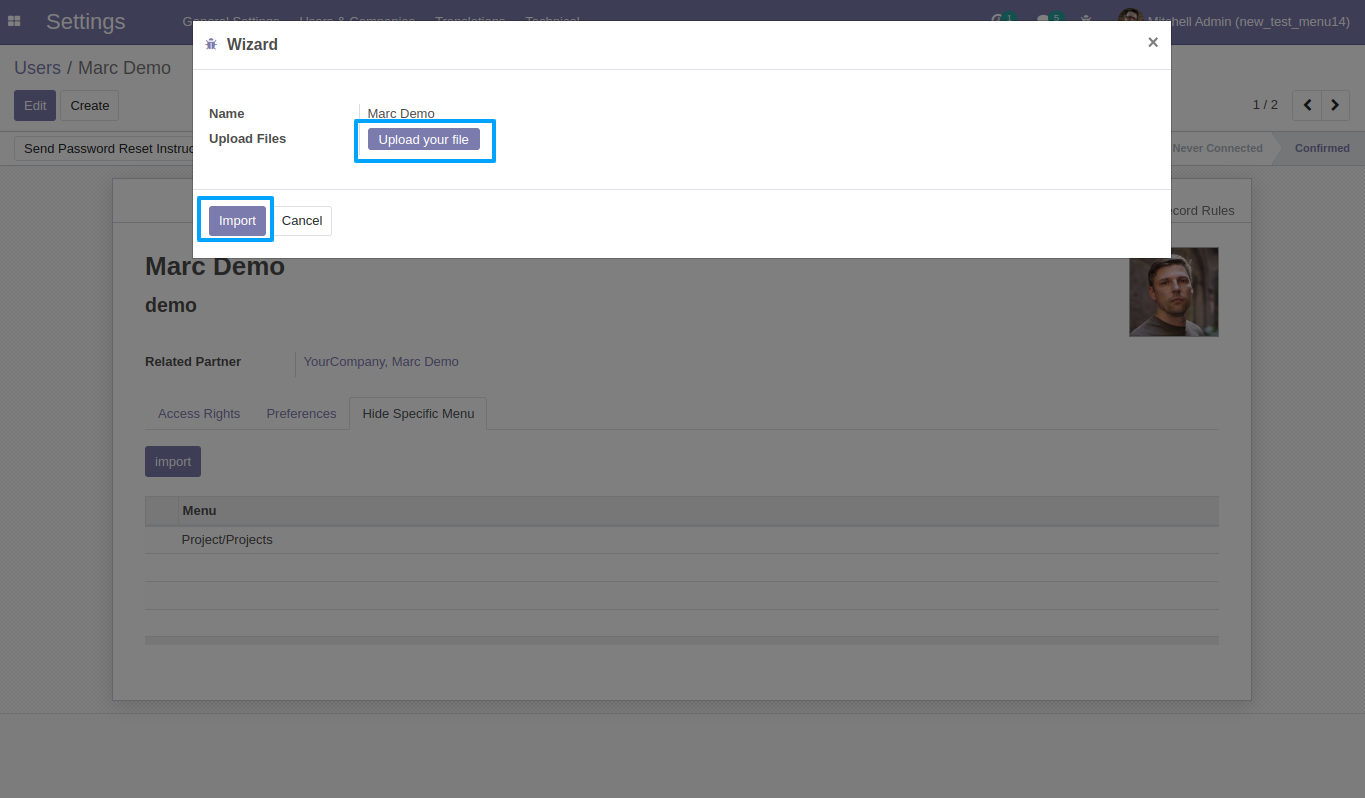 Settings General Settings Users & Companies Translations Technical 1 5 Mitchell Admin (new_test_menu14)
Wizard ×
Users / Marc Demo
Edit Create 1 / 2
Name Marc Demo
Upload Files Upload your file
Send Password Reset Instruc Never Connected Confirmed
Import Cancel
ecord Rules
Marc Demo
demo
Related Partner YourCompany, Marc Demo
Access Rights Preferences Hide Specific Menu
import
Menu
Project/Projects